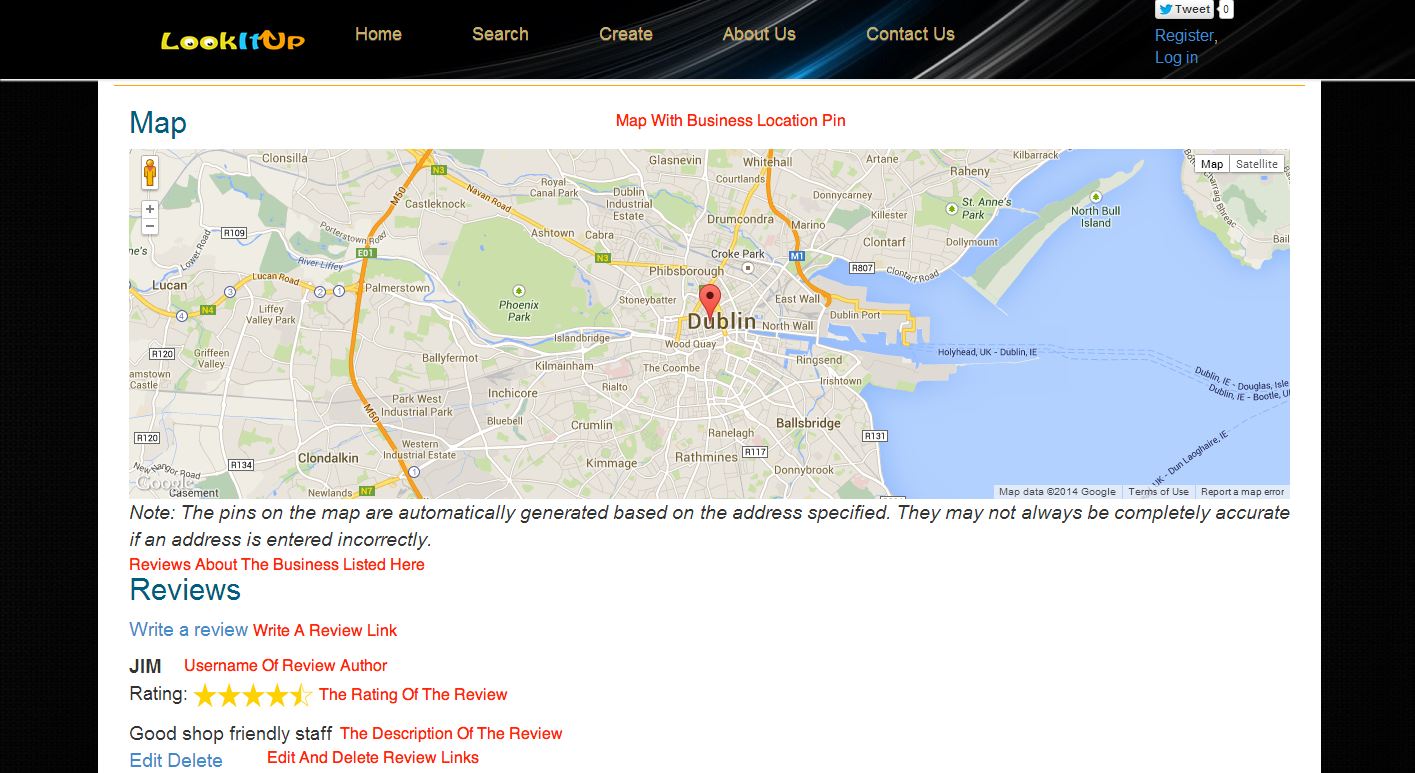 LookItUp
Home Search Create About Us Contact Us
Tweet 0
Register,
Log in
Map
Map With Business Location Pin
Map Satellite
+
−
Clonsilla
N3
M50
Navan Road
Castleknock
Royal
Canal Park
Dublin
Industrial
Estate
Glasnevin
Whitehall
Courtlands
Artane
Kilbarrack
Raheny
Donnycarney
Killester
St. Anne's
Park
North Bull
Island
Drumcondra
Marino
Clontarf
Dollymount
R109
Porterstown Road
Lower Road
Ashtown
Cabra
Croke Park
M1
R807
Clontarf Road
E01
N3
River Liffey
Phibsborough
Lucan Road
Lucan
3
2
1
Palmerstown
Phoenix
Park
Stoneybatter
East Wall
Dublin Port
N4
4
Liffey
Valley Park
Dublin
North Wall
Islandbridge
Wood Quay
R120
Griffeen
Valley
Ballyfermot
Kilmainham
The Coombe
Ringsend
Holyhead, UK - Dublin, IE
amstown
Castle
Park West
Industrial Park
Inchicore
Rialto
Irishtown
Dublin, IE - Douglas, Isle
Dublin, IE - Bootle, U
M50
Bluebell
Crumlin
Ranelagh
Ballsbridge
R131
R120
Western
Industrial Estate
Clondalkin
R134
1
Kimmage
Rathmines
R117
Donnybrook
UK - Dun Laoghaire, IE
Google
Casement
Newlands
N7
Map data ©2014 Google Terms of Use Report a map error
Note: The pins on the map are automatically generated based on the address specified. They may not always be completely accurate
if an address is entered incorrectly.
Reviews About The Business Listed Here
Reviews
Write a review Write A Review Link
JIM Username Of Review Author
Rating: The Rating Of The Review
Good shop friendly staff The Description Of The Review
Edit Delete Edit And Delete Review Links